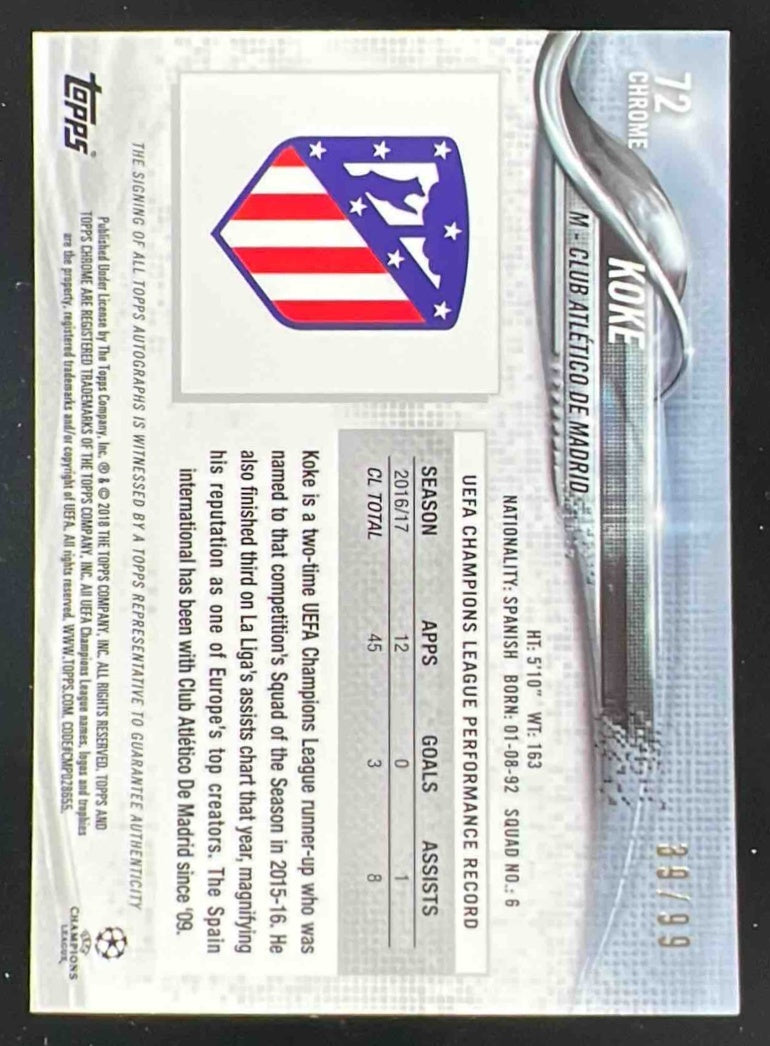 72
CHROME
KOKE
M - CLUB ATLÉTICO DE MADRID
/99
HT: 5'10" WT: 163
NATIONALITY: SPANISH BORN: 01-08-92 SQUAD NO.: 6
UEFA CHAMPIONS LEAGUE PERFORMANCE RECORD
SEASON APPS GOALS ASSISTS
2016/17 12 0 1
CL TOTAL 45 3 8
Koke is a two-time UEFA Champions League runner-up who was
named to that competition's Squad of the Season in 2015-16. He
also finished third on La Liga's assists chart that year, magnifying
his reputation as one of Europe's top creators. The Spain
international has been with Club Atlético De Madrid since '09.
THE SIGNING OF ALL TOPPS AUTOGRAPHS IS WITNESSED BY A TOPPS REPRESENTATIVE TO GUARANTEE AUTHENTICITY
topps®
Published Under License by The Topps Company, Inc. ® & © 2018 THE TOPPS COMPANY, INC. ALL RIGHTS RESERVED. TOPPS AND
TOPPS CHROME ARE REGISTERED TRADEMARKS OF THE TOPPS COMPANY, INC. All UEFA Champions League names, logos and trophies
are the property, registered trademarks and/or copyright of UEFA. All rights reserved. WWW.TOPPS.COM. CODE#CMP078655.
UEFA
CHAMPIONS
LEAGUE